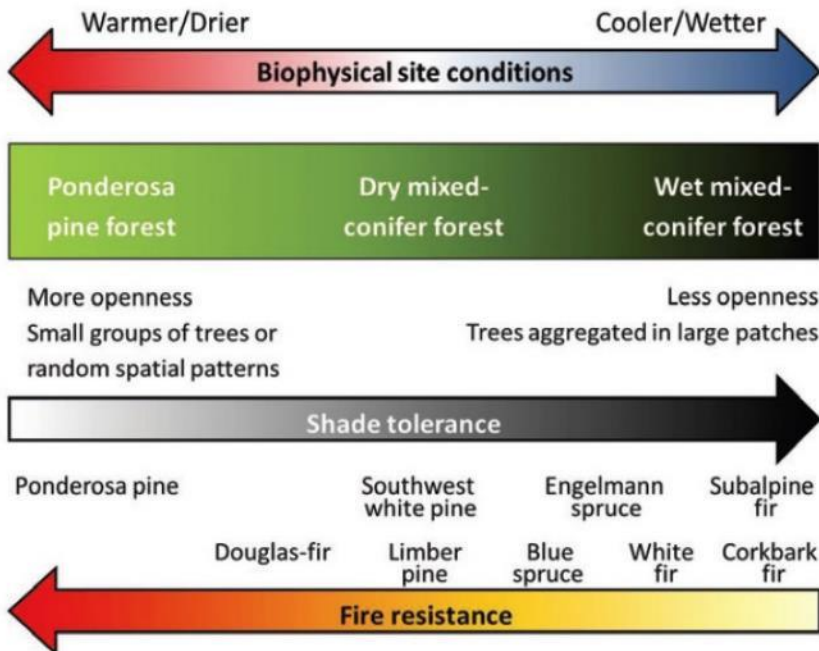 Warmer/Drier Cooler/Wetter
Biophysical site conditions
Ponderosa Dry mixed- Wet mixed-
pine forest conifer forest conifer forest
More openness Less openness
Small groups of trees or Trees aggregated in large patches
random spatial patterns
Shade tolerance
Ponderosa pine Southwest Engelmann Subalpine
white pine spruce fir
Douglas-fir Limber Blue White Corkbark
pine spruce fir fir
Fire resistance